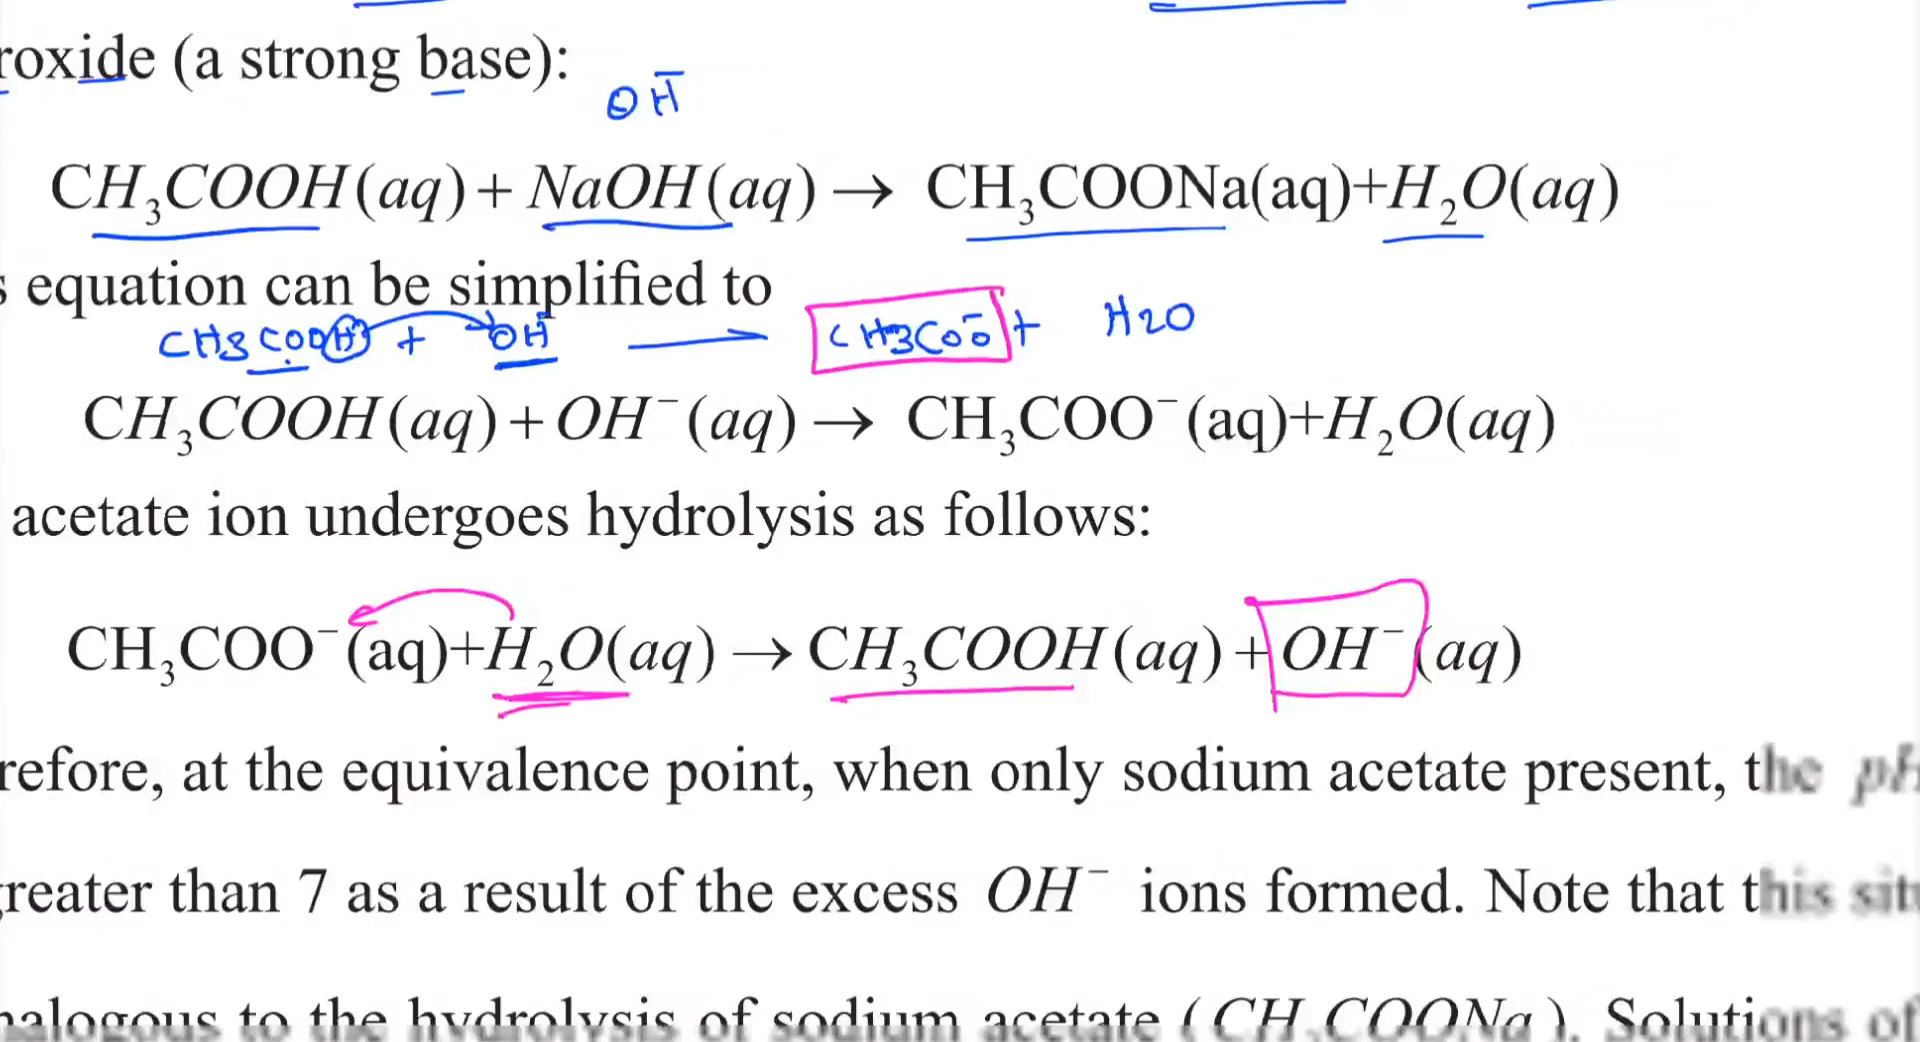 roxide (a strong base):
OH⁻
CH₃COOH(aq) + NaOH(aq) → CH₃COONa(aq)+H₂O(aq)
equation can be simplified to
CH3COOH + OH⁻ → CH3COO⁻ + H2O
CH₃COOH(aq) + OH⁻(aq) → CH₃COO⁻(aq)+H₂O(aq)
acetate ion undergoes hydrolysis as follows:
CH₃COO⁻(aq)+H₂O(aq) → CH₃COOH(aq) + OH⁻(aq)
refore, at the equivalence point, when only sodium acetate present, the pH
reater than 7 as a result of the excess OH⁻ ions formed. Note that this sit
nalogous to the hydrolysis of sodium acetate (CH₃COONa). Solutions of